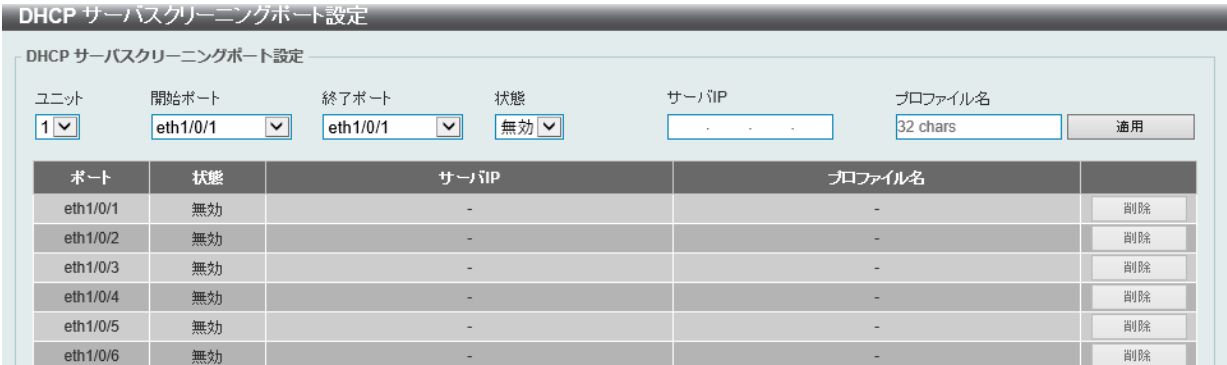 DHCP サーバスクリーニングポート設定
DHCP サーバスクリーニングポート設定
ユニット 開始ポート 終了ポート 状態 サーバIP プロファイル名
1 eth1/0/1 eth1/0/1 無効 . . . 32 chars 適用
ポート 状態 サーバIP プロファイル名
eth1/0/1 無効 - - 削除
eth1/0/2 無効 - - 削除
eth1/0/3 無効 - - 削除
eth1/0/4 無効 - - 削除
eth1/0/5 無効 - - 削除
eth1/0/6 無効 - - 削除